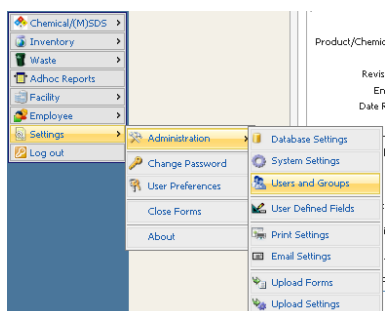 Chemical/(M)SDS
Inventory
Waste
Adhoc Reports
Facility
Employee
Settings
Log out
Administration
Change Password
User Preferences
Close Forms
About
Database Settings
System Settings
Users and Groups
User Defined Fields
Print Settings
Email Settings
Upload Forms
Upload Settings
Product/Chemic
Revis
En
Date R